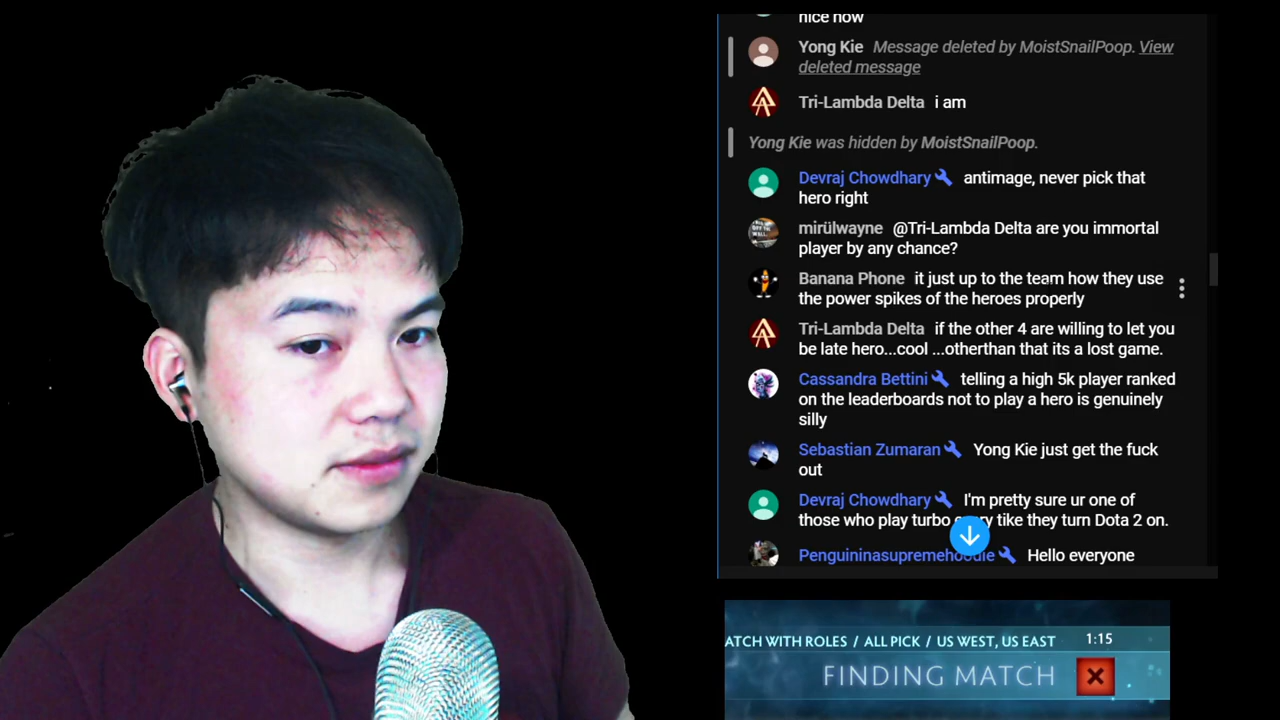 nice now
Yong Kie Message deleted by MoistSnailPoop. View
deleted message
Tri-Lambda Delta i am
Yong Kie was hidden by MoistSnailPoop.
Devraj Chowdhary antimage, never pick that
hero right
mirülwayne @Tri-Lambda Delta are you immortal
player by any chance?
Banana Phone it just up to the team how they use
the power spikes of the heroes properly
Tri-Lambda Delta if the other 4 are willing to let you
be late hero...cool ...otherthan that its a lost game.
Cassandra Bettini telling a high 5k player ranked
on the leaderboards not to play a hero is genuinely
silly
Sebastian Zumaran Yong Kie just get the fuck
out
Devraj Chowdhary I'm pretty sure ur one of
those who play turbo tike they turn Dota 2 on.
Penguininasupremehoodie Hello everyone
ATCH WITH ROLES / ALL PICK / US WEST, US EAST 1:15
FINDING MATCH